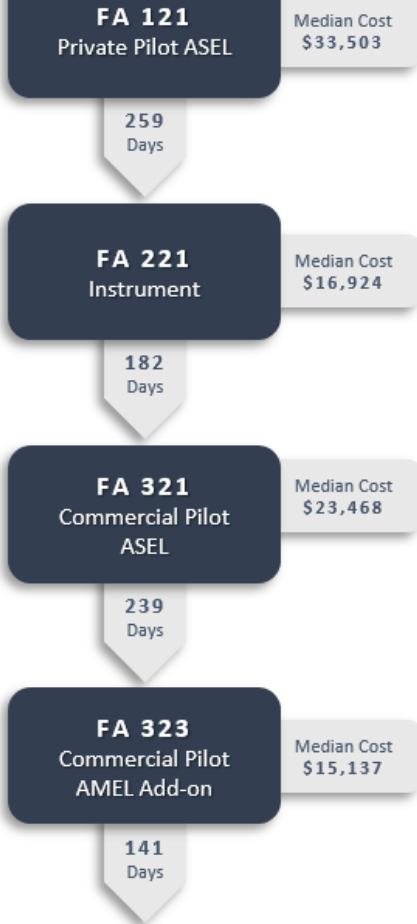 FA 121
Private Pilot ASEL
Median Cost
$33,503
259
Days
FA 221
Instrument
Median Cost
$16,924
182
Days
FA 321
Commercial Pilot
ASEL
Median Cost
$23,468
239
Days
FA 323
Commercial Pilot
AMEL Add-on
Median Cost
$15,137
141
Days